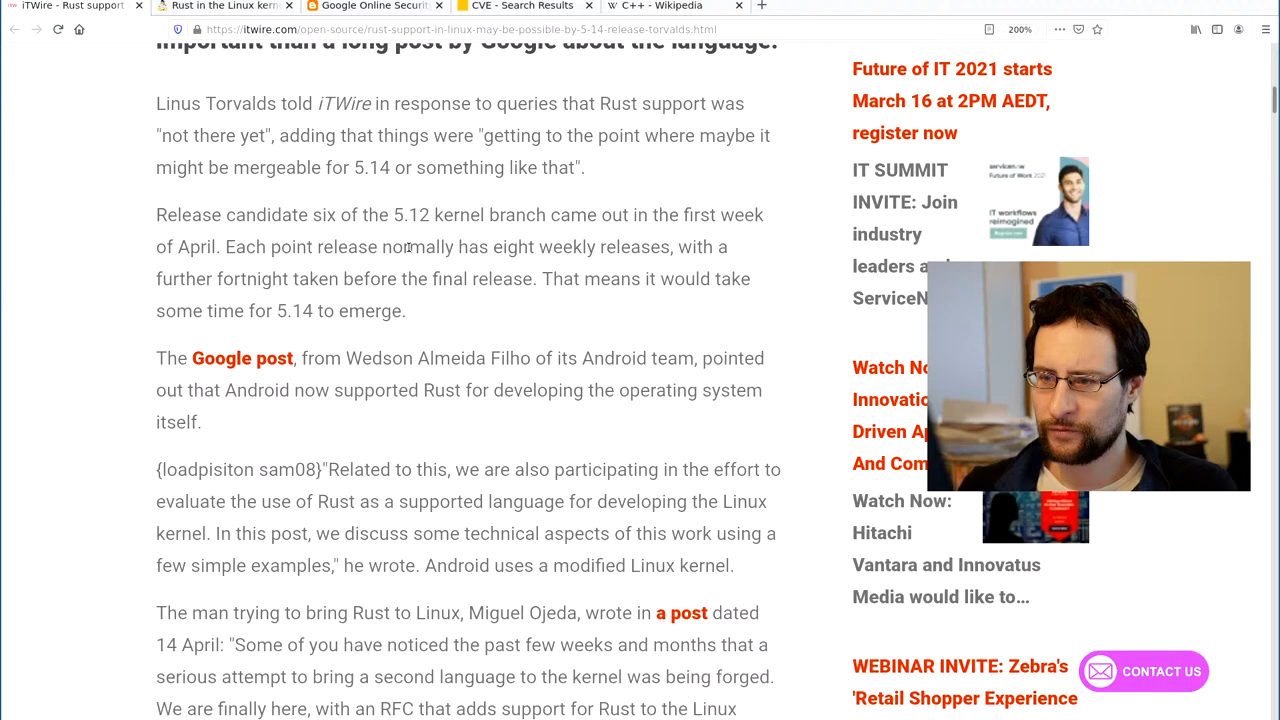 iTWire - Rust support
Rust in the Linux kern
Google Online Securit
CVE - Search Results
C++ - Wikipedia
https://itwire.com/open-source/rust-support-in-linux-may-be-possible-by-5-14-release-torvalds.html
200%
important than a long post by Google about the language.
Linus Torvalds told iTWire in response to queries that Rust support was
"not there yet", adding that things were "getting to the point where maybe it
might be mergeable for 5.14 or something like that".
Release candidate six of the 5.12 kernel branch came out in the first week
of April. Each point release normally has eight weekly releases, with a
further fortnight taken before the final release. That means it would take
some time for 5.14 to emerge.
The Google post, from Wedson Almeida Filho of its Android team, pointed
out that Android now supported Rust for developing the operating system
itself.
{loadpisiton sam08}"Related to this, we are also participating in the effort to
evaluate the use of Rust as a supported language for developing the Linux
kernel. In this post, we discuss some technical aspects of this work using a
few simple examples," he wrote. Android uses a modified Linux kernel.
The man trying to bring Rust to Linux, Miguel Ojeda, wrote in a post dated
14 April: "Some of you have noticed the past few weeks and months that a
serious attempt to bring a second language to the kernel was being forged.
We are finally here, with an RFC that adds support for Rust to the Linux
Future of IT 2021 starts
March 16 at 2PM AEDT,
register now
IT SUMMIT
INVITE: Join
industry
leaders a
ServiceN
servicenow
Future of Work 2021
IT workflows
reimagined
Register now
Watch No
Innovatio
Driven Ap
And Com
Watch Now:
Hitachi
Vantara and Innovatus
Media would like to…
WEBINAR INVITE: Zebra's
'Retail Shopper Experience
CONTACT US